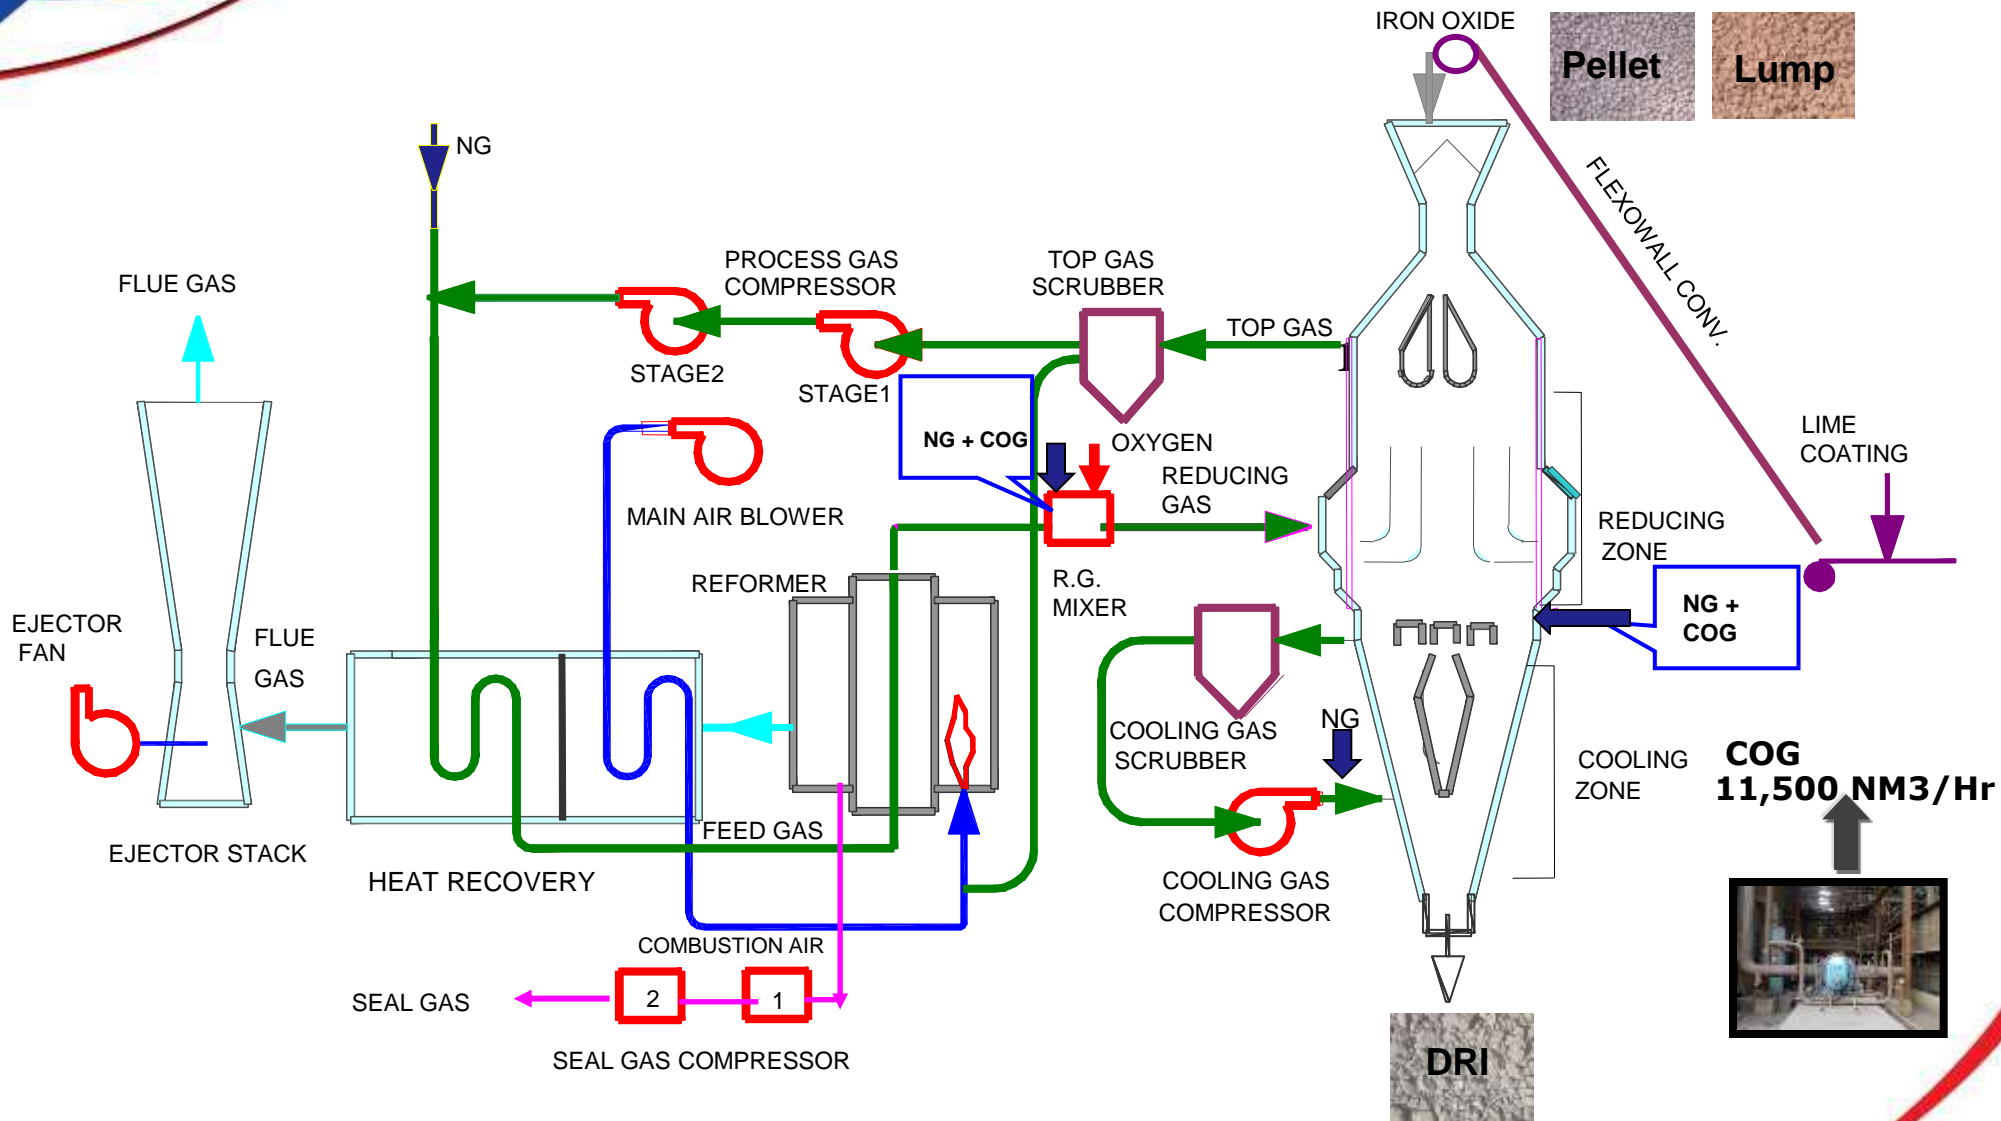 IRON OXIDE
Pellet
Lump
NG
FLEXOWALL CONV.
FLUE GAS
PROCESS GAS
COMPRESSOR
TOP GAS
SCRUBBER
TOP GAS
STAGE2
STAGE1
NG + COG
OXYGEN
REDUCING
GAS
LIME
COATING
MAIN AIR BLOWER
REDUCING
ZONE
REFORMER
R.G.
MIXER
NG +
COG
EJECTOR
FAN
FLUE
GAS
COOLING GAS
SCRUBBER
NG
COOLING
ZONE
COG
11,500 NM3/Hr
FEED GAS
EJECTOR STACK
HEAT RECOVERY
COOLING GAS
COMPRESSOR
COMBUSTION AIR
SEAL GAS
2
1
SEAL GAS COMPRESSOR
DRI